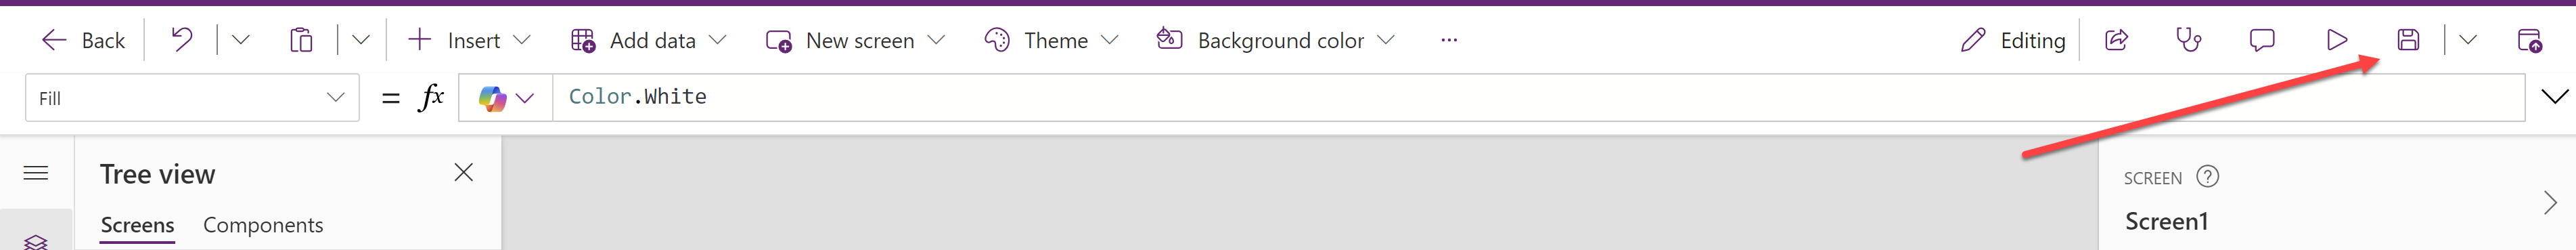 Back Insert Add data New screen Theme Background color ... Editing
Fill = fx Color.White
Tree view
SCREEN ?
Screens Components
Screen1